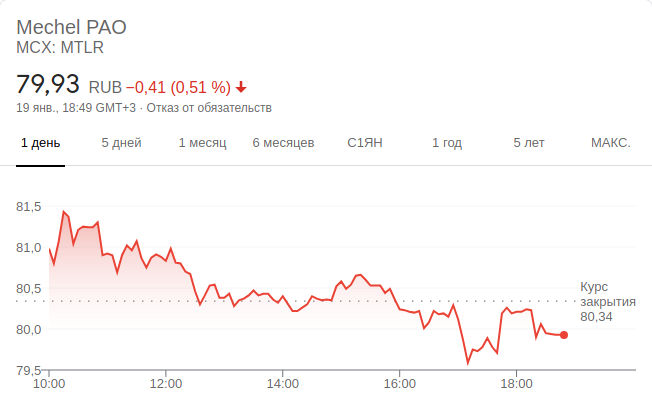 Mechel PAO
MCX: MTLR
79,93 RUB −0,41 (0,51 %)
19 янв., 18:49 GMT+3 · Отказ от обязательств
1 день 5 дней 1 месяц 6 месяцев С1ЯН 1 год 5 лет МАКС.
81,5
81,0
80,5
Курс
закрытия
80,34
80,0
79,5
10:00 12:00 14:00 16:00 18:00